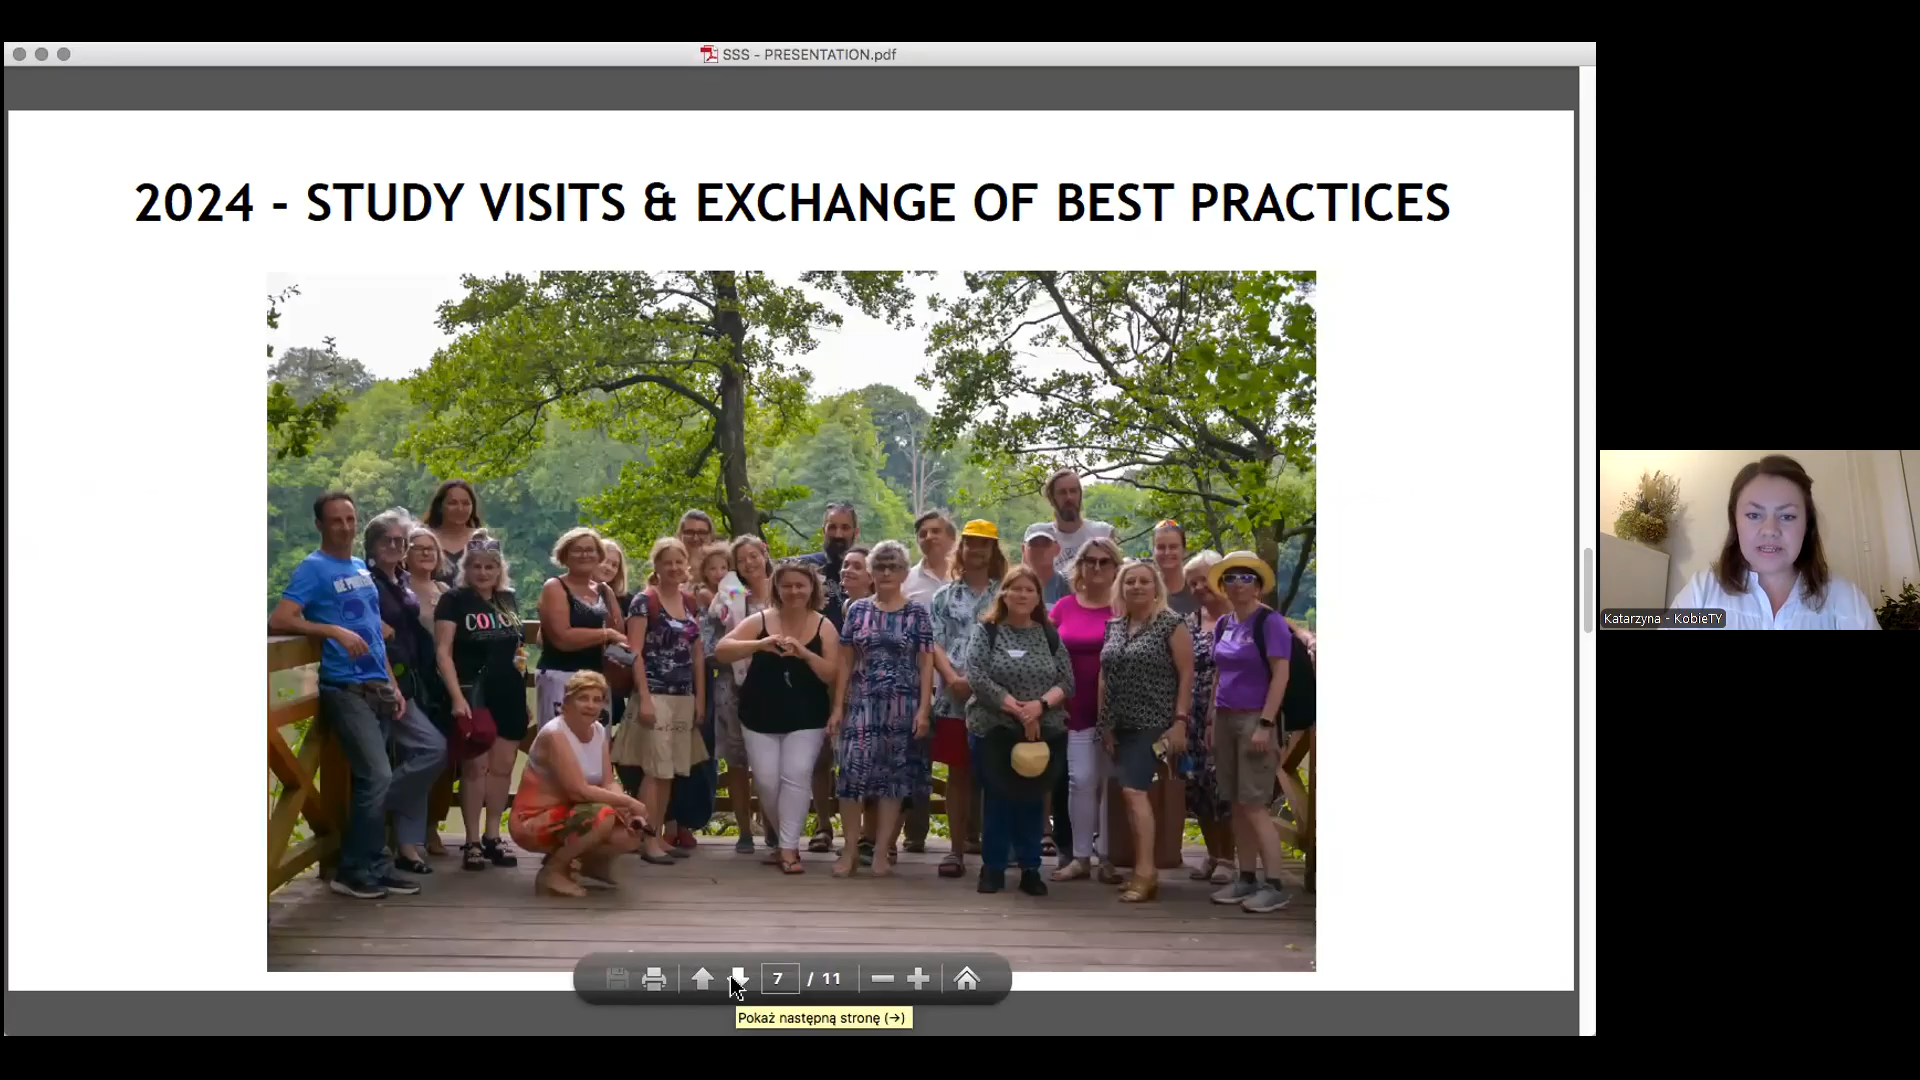 SSS - PRESENTATION.pdf
2024 - STUDY VISITS & EXCHANGE OF BEST PRACTICES
Katarzyna - KobieTY
7 / 11
Pokaż następną stronę (→)